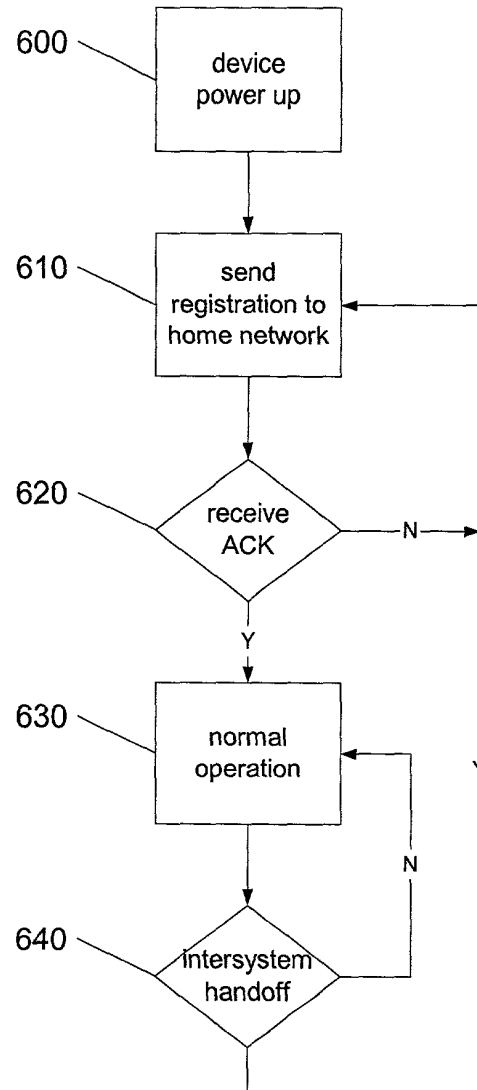 600
device
power up
610
send
registration to
home network
620
receive
ACK
N
Y
630
normal
operation
Y
N
640
intersystem
handoff